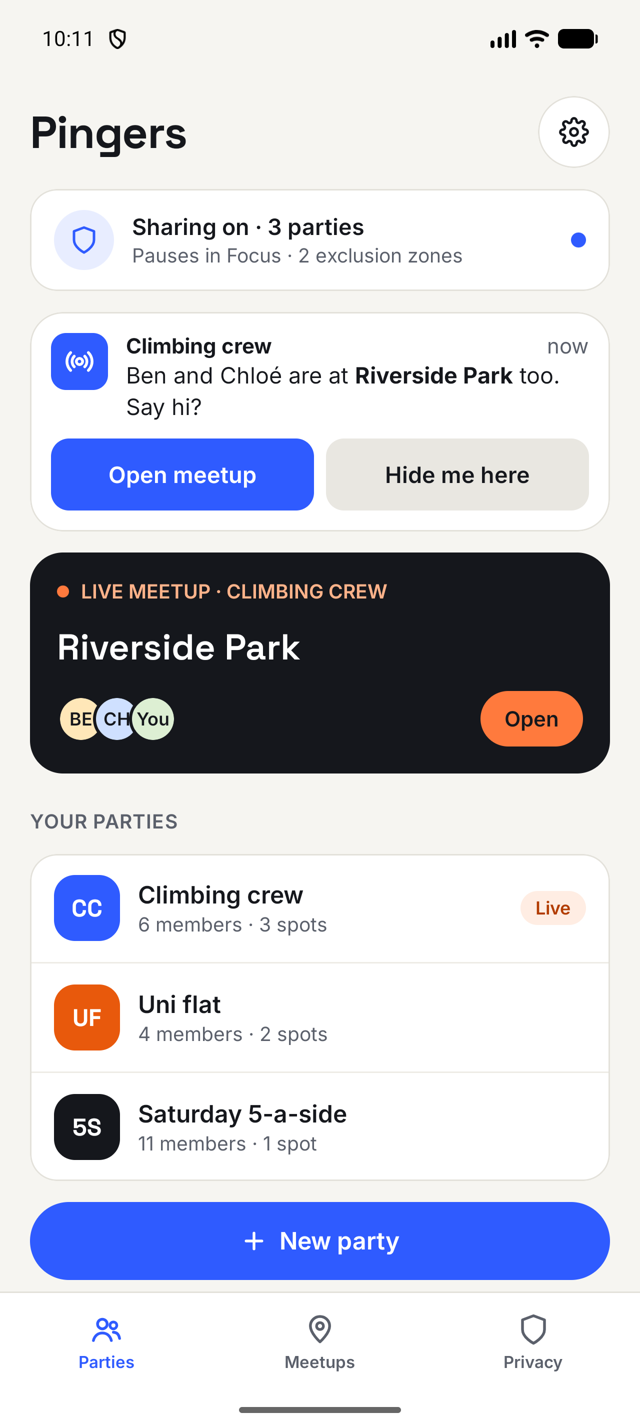 10:11
Pingers
Sharing on · 3 parties
Pauses in Focus · 2 exclusion zones
Climbing crew
now
Ben and Chloé are at Riverside Park too.
Say hi?
Open meetup
Hide me here
LIVE MEETUP · CLIMBING CREW
Riverside Park
BE
CH
You
Open
YOUR PARTIES
CC
Climbing crew
6 members · 3 spots
Live
UF
Uni flat
4 members · 2 spots
5S
Saturday 5-a-side
11 members · 1 spot
+ New party
Parties
Meetups
Privacy